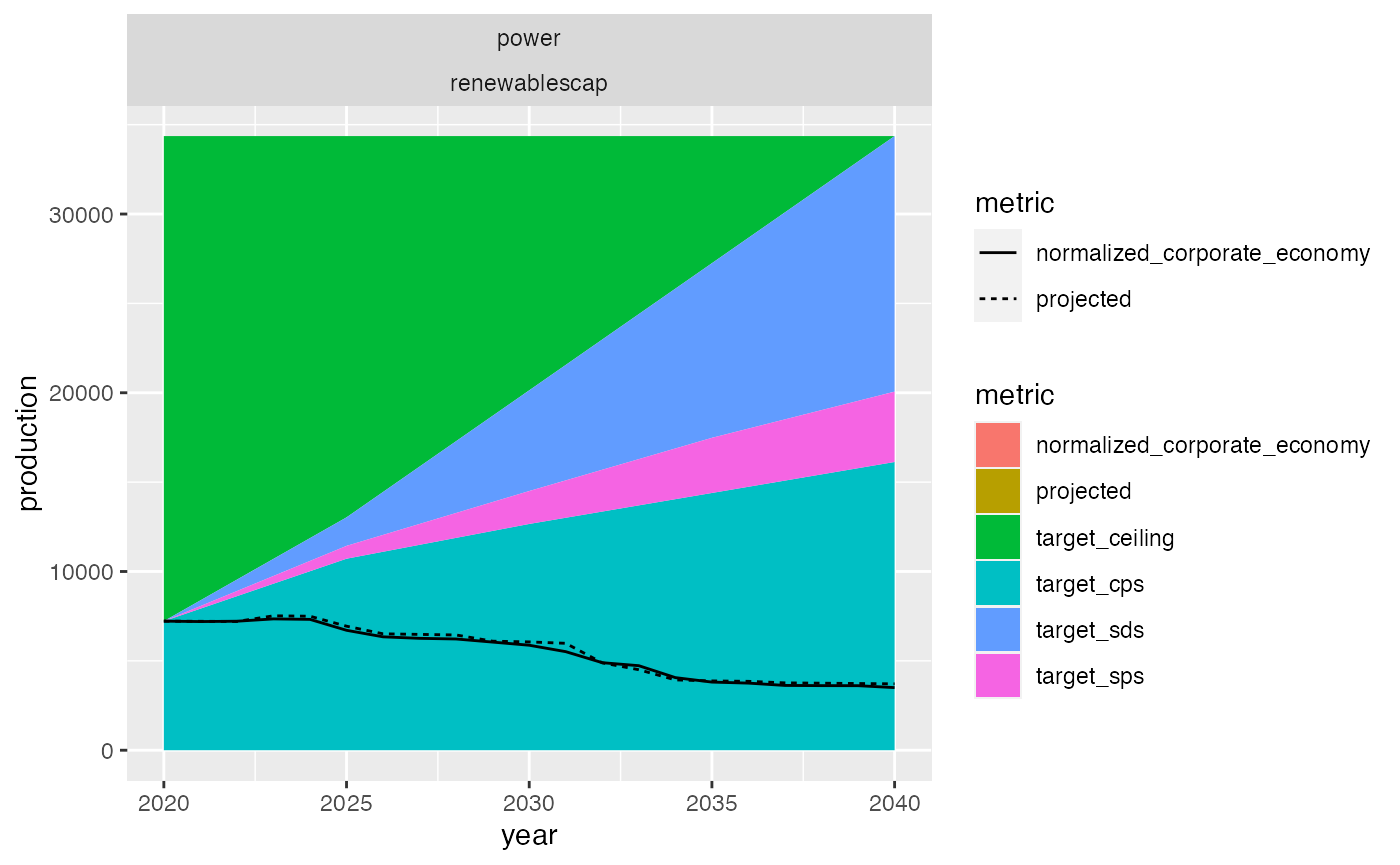 power
renewablescap
production
30000
20000
10000
0
2020 2025 2030 2035 2040
year
metric
normalized_corporate_economy
projected
metric
normalized_corporate_economy
projected
target_ceiling
target_cps
target_sds
target_sps